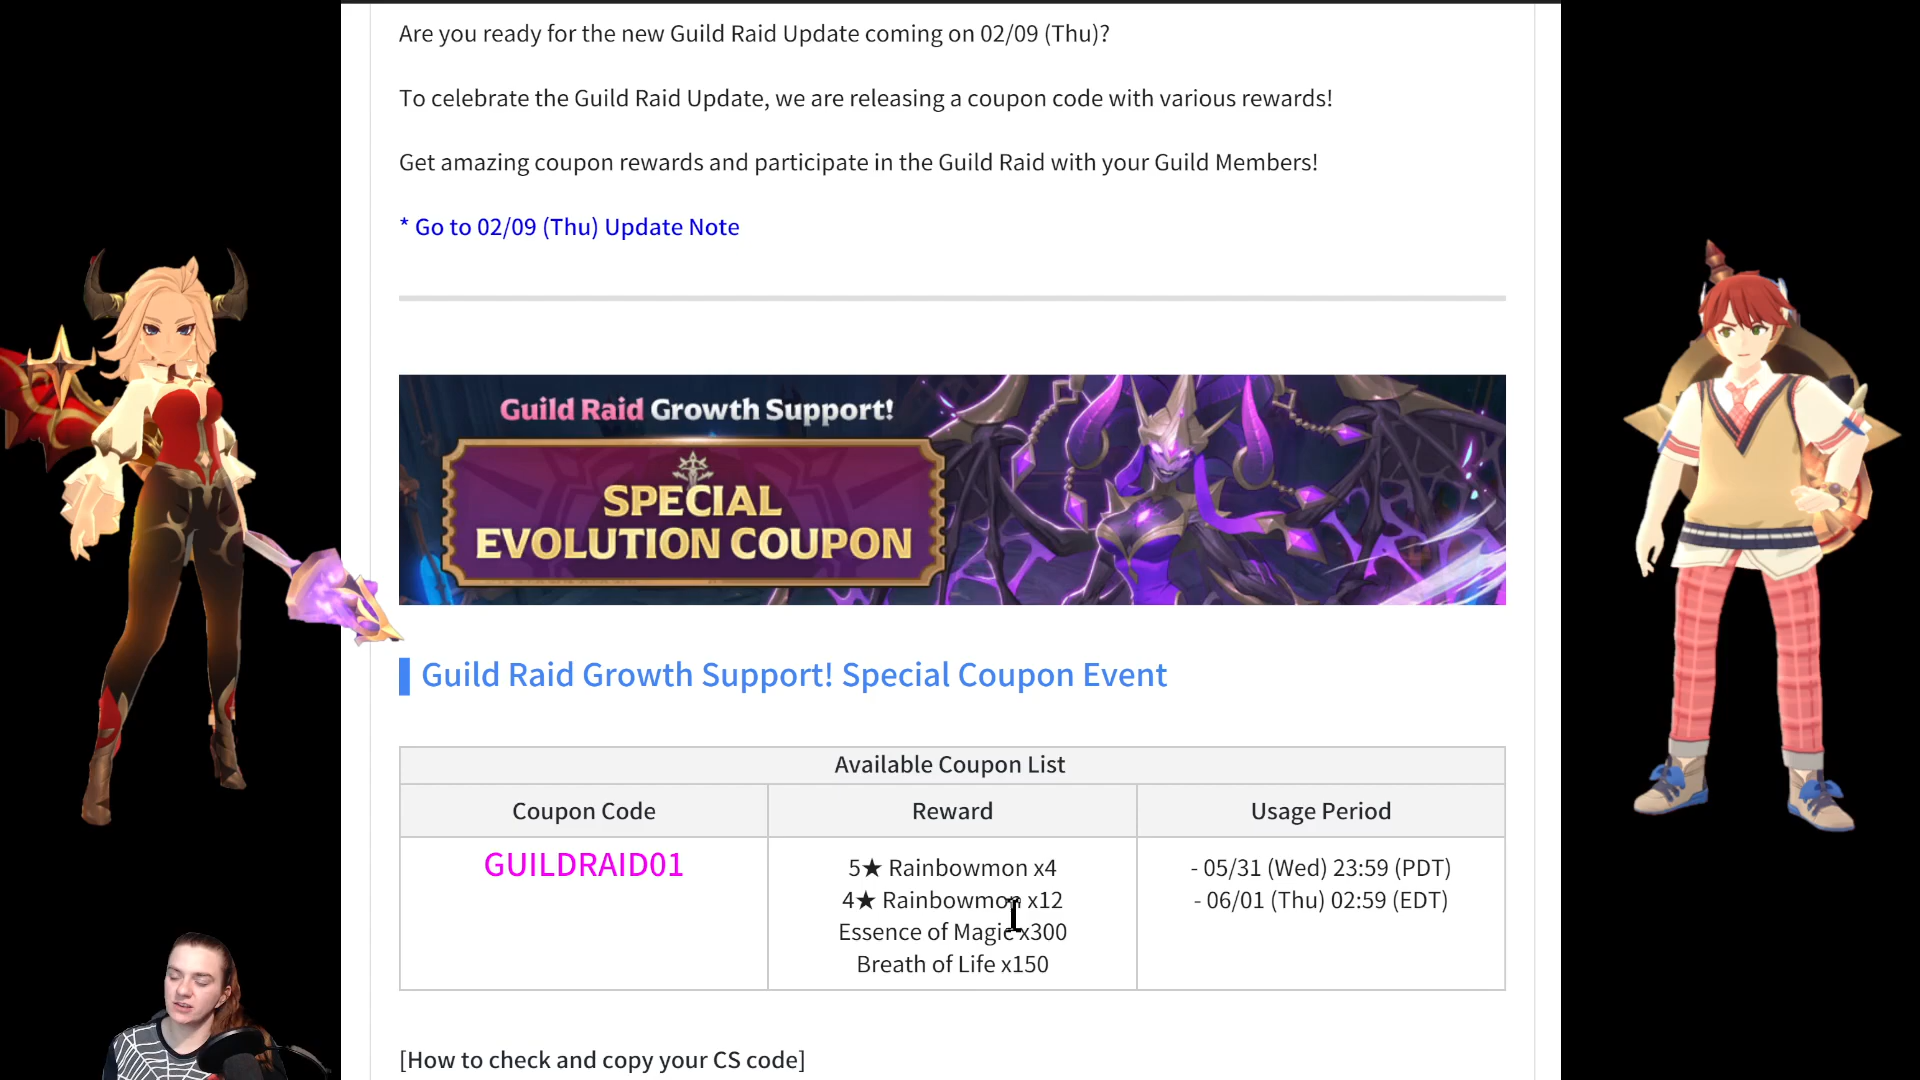 Are you ready for the new Guild Raid Update coming on 02/09 (Thu)?
To celebrate the Guild Raid Update, we are releasing a coupon code with various rewards!
Get amazing coupon rewards and participate in the Guild Raid with your Guild Members!
* Go to 02/09 (Thu) Update Note
Guild Raid Growth Support!
SPECIAL
EVOLUTION COUPON
Guild Raid Growth Support! Special Coupon Event
Available Coupon List
Coupon Code
Reward
Usage Period
GUILDRAID01
5★ Rainbowmon x4
4★ Rainbowmon x12
Essence of Magic x300
Breath of Life x150
- 05/31 (Wed) 23:59 (PDT)
- 06/01 (Thu) 02:59 (EDT)
[How to check and copy your CS code]